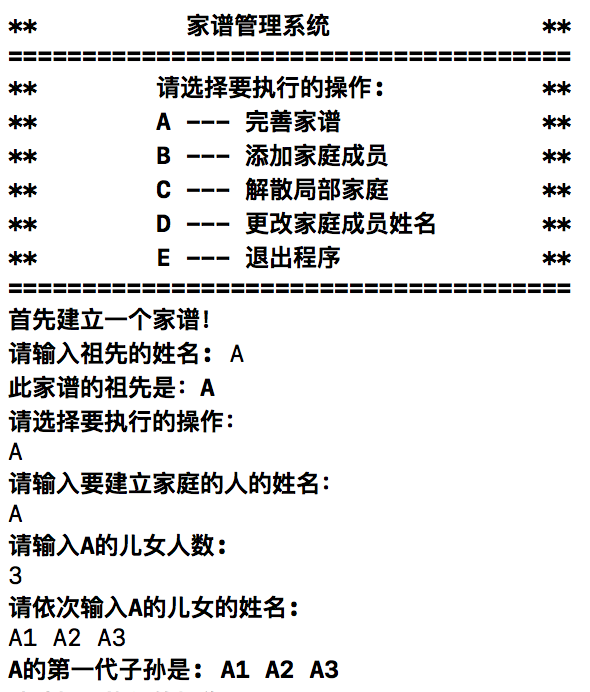 ** 家谱管理系统 **
======================================
** 请选择要执行的操作: **
** A --- 完善家谱 **
** B --- 添加家庭成员 **
** C --- 解散局部家庭 **
** D --- 更改家庭成员姓名 **
** E --- 退出程序 **
======================================
首先建立一个家谱!
请输入祖先的姓名: A
此家谱的祖先是: A
请选择要执行的操作:
A
请输入要建立家庭的人的姓名:
A
请输入A的儿女人数:
3
请依次输入A的儿女的姓名:
A1 A2 A3
A的第一代子孙是: A1 A2 A3